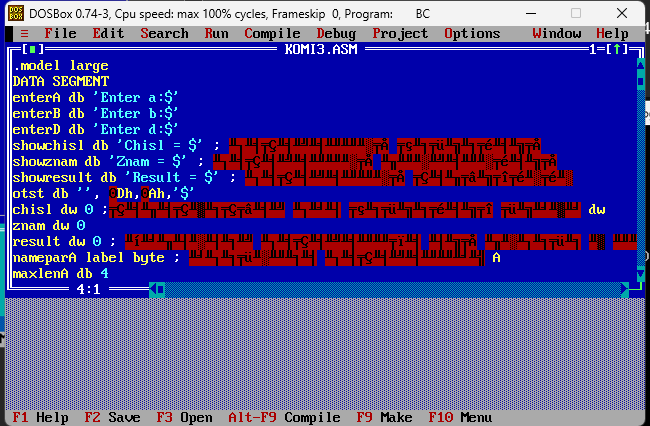 DOSBox 0.74-3, Cpu speed: max 100% cycles, Frameskip 0, Program: BC
≡ File Edit Search Run Compile Debug Project Options Window Help
[■] KOMI3.ASM 1=[↑]
.model large
DATA SEGMENT
enterA db 'Enter a:$'
enterB db 'Enter b:$'
enterD db 'Enter d:$'
showchisl db 'Chisl = $' ;
showznam db 'Znam = $' ;
showresult db 'Result = $' ;
otst db '', 0Dh,0Ah,'$'
chisl dw 0 ; dw
znam dw 0
result dw 0 ;
nameparA label byte ; A
maxlenA db 4
4:1
F1 Help F2 Save F3 Open Alt-F9 Compile F9 Make F10 Menu